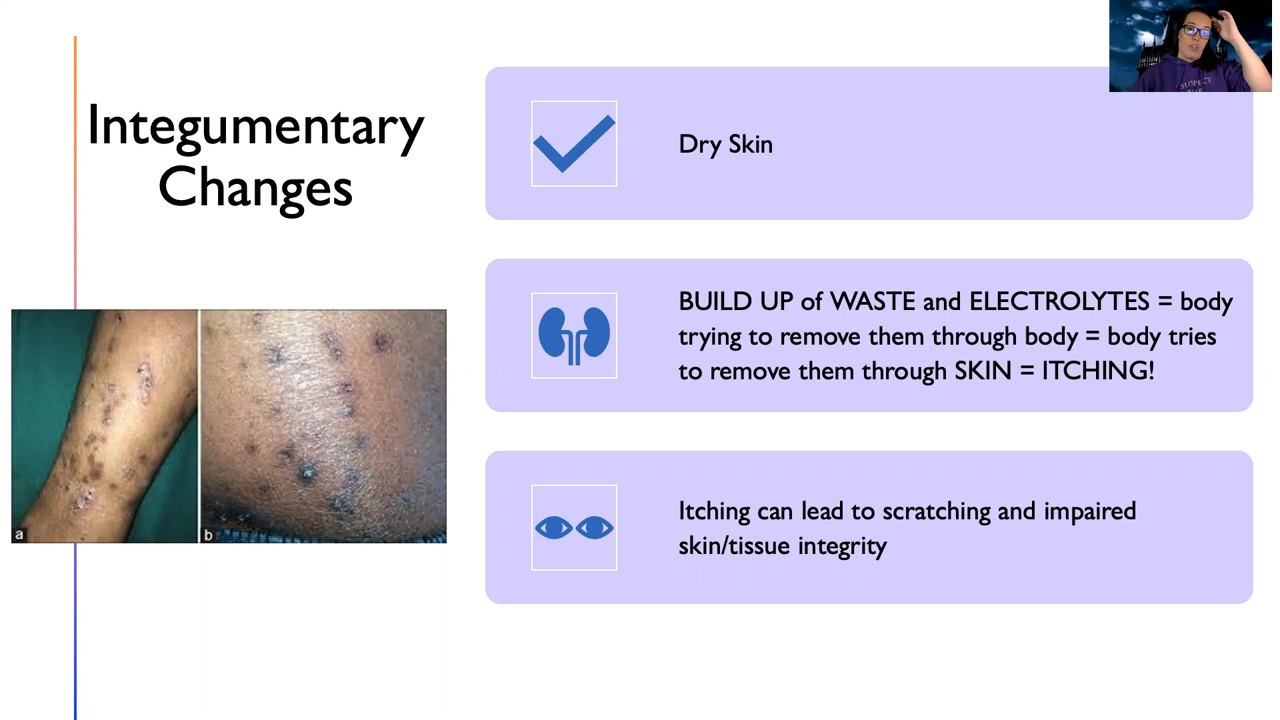 Integumentary
Changes
Dry Skin
BUILD UP of WASTE and ELECTROLYTES = body
trying to remove them through body = body tries
to remove them through SKIN = ITCHING!
Itching can lead to scratching and impaired
skin/tissue integrity
a
b
SUSPECT